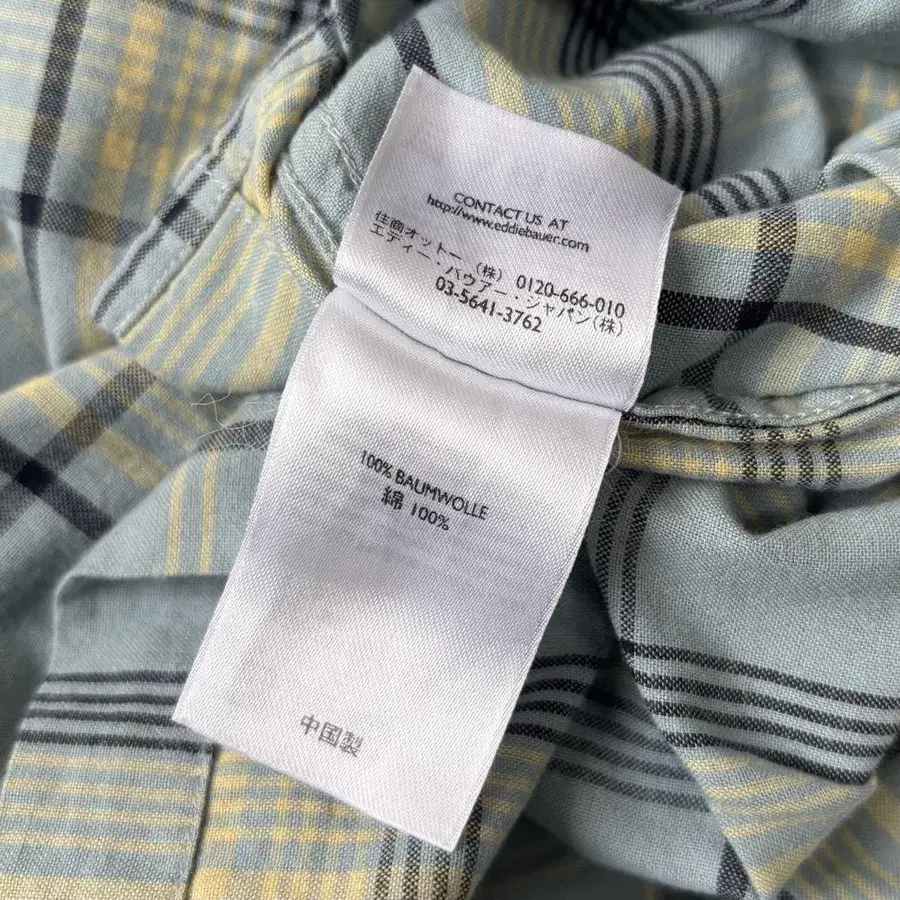 CONTACT US AT
http://www.eddiebauer.com
住商オットー (株) 0120-666-010
エディー・バウアー・ジャパン(株)
03-5641-3762
100% BAUMWOLLE
綿 100%
中国製